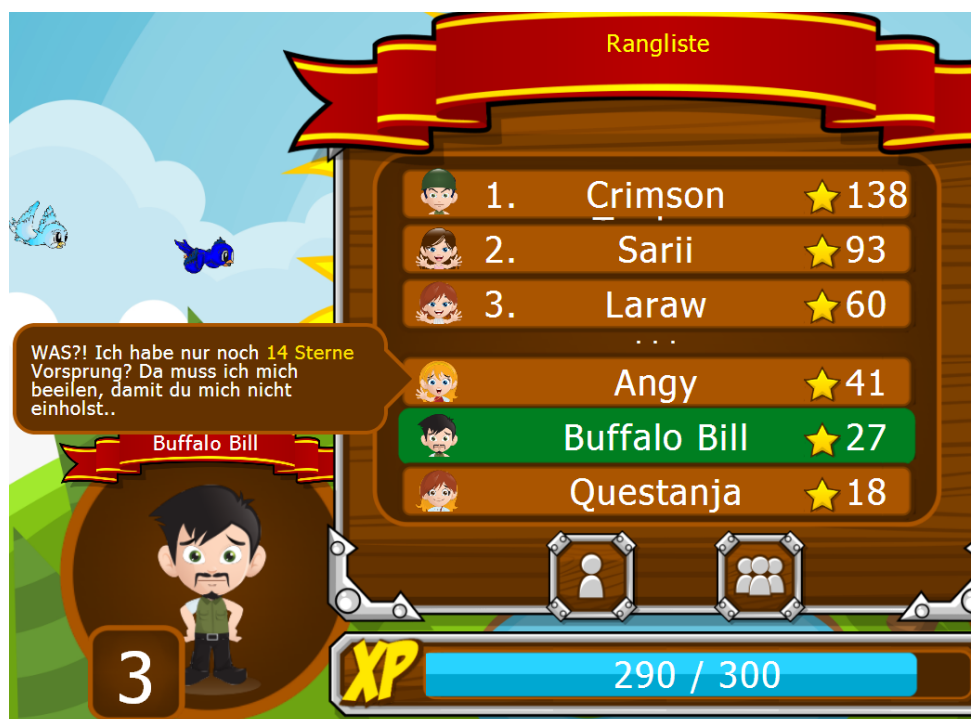 Rangliste
1. Crimson 138
2. Sarii 93
3. Laraw 60
...
Angy 41
Buffalo Bill 27
Questanja 18
WAS?! Ich habe nur noch 14 Sterne
Vorsprung? Da muss ich mich
beeilen, damit du mich nicht
einholst..
Buffalo Bill
3
XP
290 / 300